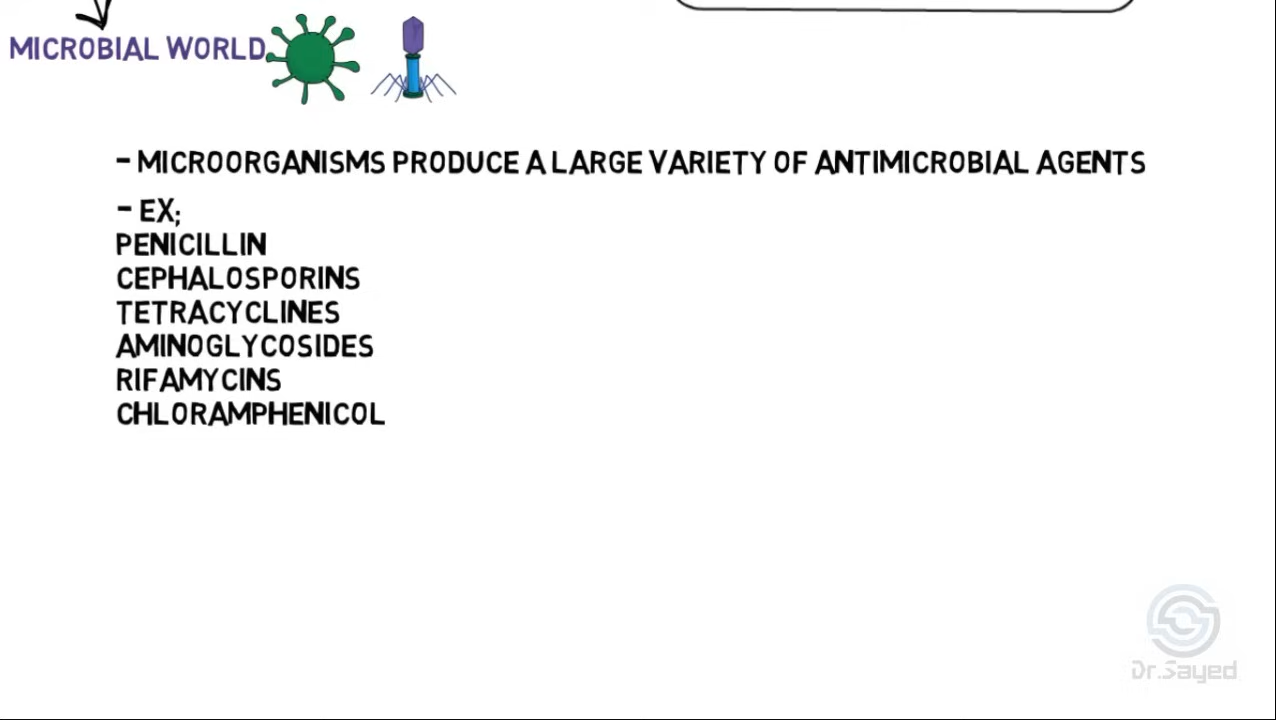 MICROBIAL WORLD
- MICROORGANISMS PRODUCE A LARGE VARIETY OF ANTIMICROBIAL AGENTS
- EX;
PENICILLIN
CEPHALOSPORINS
TETRACYCLINES
AMINOGLYCOSIDES
RIFAMYCINS
CHLORAMPHENICOL
Dr.Sayed